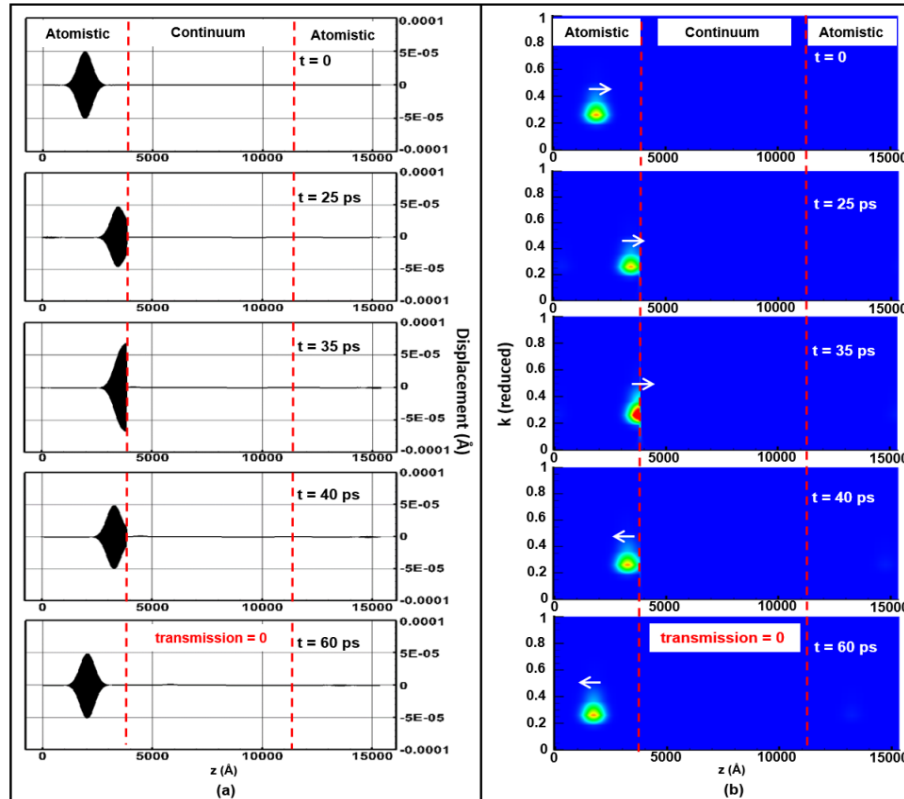 Atomistic Continuum Atomistic
t = 0
0.0001
5E-05
0
-5E-05
-0.0001
0 5000 10000 15000
t = 25 ps
0.0001
5E-05
0
-5E-05
-0.0001
0 5000 10000 15000
t = 35 ps
0.0001
5E-05
0
-5E-05
-0.0001
0 5000 10000 15000
t = 40 ps
0.0001
5E-05
0
-5E-05
-0.0001
0 5000 10000 15000
transmission = 0
t = 60 ps
0.0001
5E-05
0
-5E-05
-0.0001
0 5000 10000 15000
Displacement (Å)
z (Å)
(a)
Atomistic Continuum Atomistic
t = 0
1
0.8
0.6
0.4
0.2
0
0 5000 10000 15000
t = 25 ps
1
0.8
0.6
0.4
0.2
0
0 5000 10000 15000
t = 35 ps
1
0.8
0.6
0.4
0.2
0
0 5000 10000 15000
t = 40 ps
1
0.8
0.6
0.4
0.2
0
0 5000 10000 15000
transmission = 0
t = 60 ps
1
0.8
0.6
0.4
0.2
0
0 5000 10000 15000
k (reduced)
z (Å)
(b)